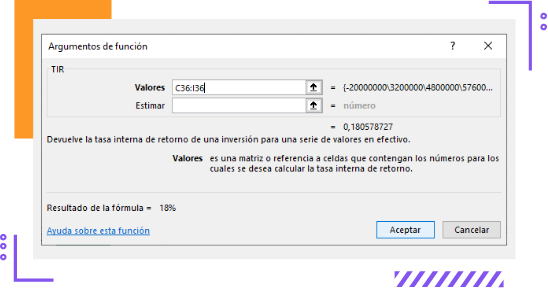 Argumentos de función
?
TIR
Valores C36:I36 = {-20000000\3200000\4800000\57600...
Estimar = número
= 0,180578727
Devuelve la tasa interna de retorno de una inversión para una serie de valores en efectivo.
Valores es una matriz o referencia a celdas que contengan los números para los
cuales se desea calcular la tasa interna de retorno.
Resultado de la fórmula = 18%
Ayuda sobre esta función
Aceptar Cancelar